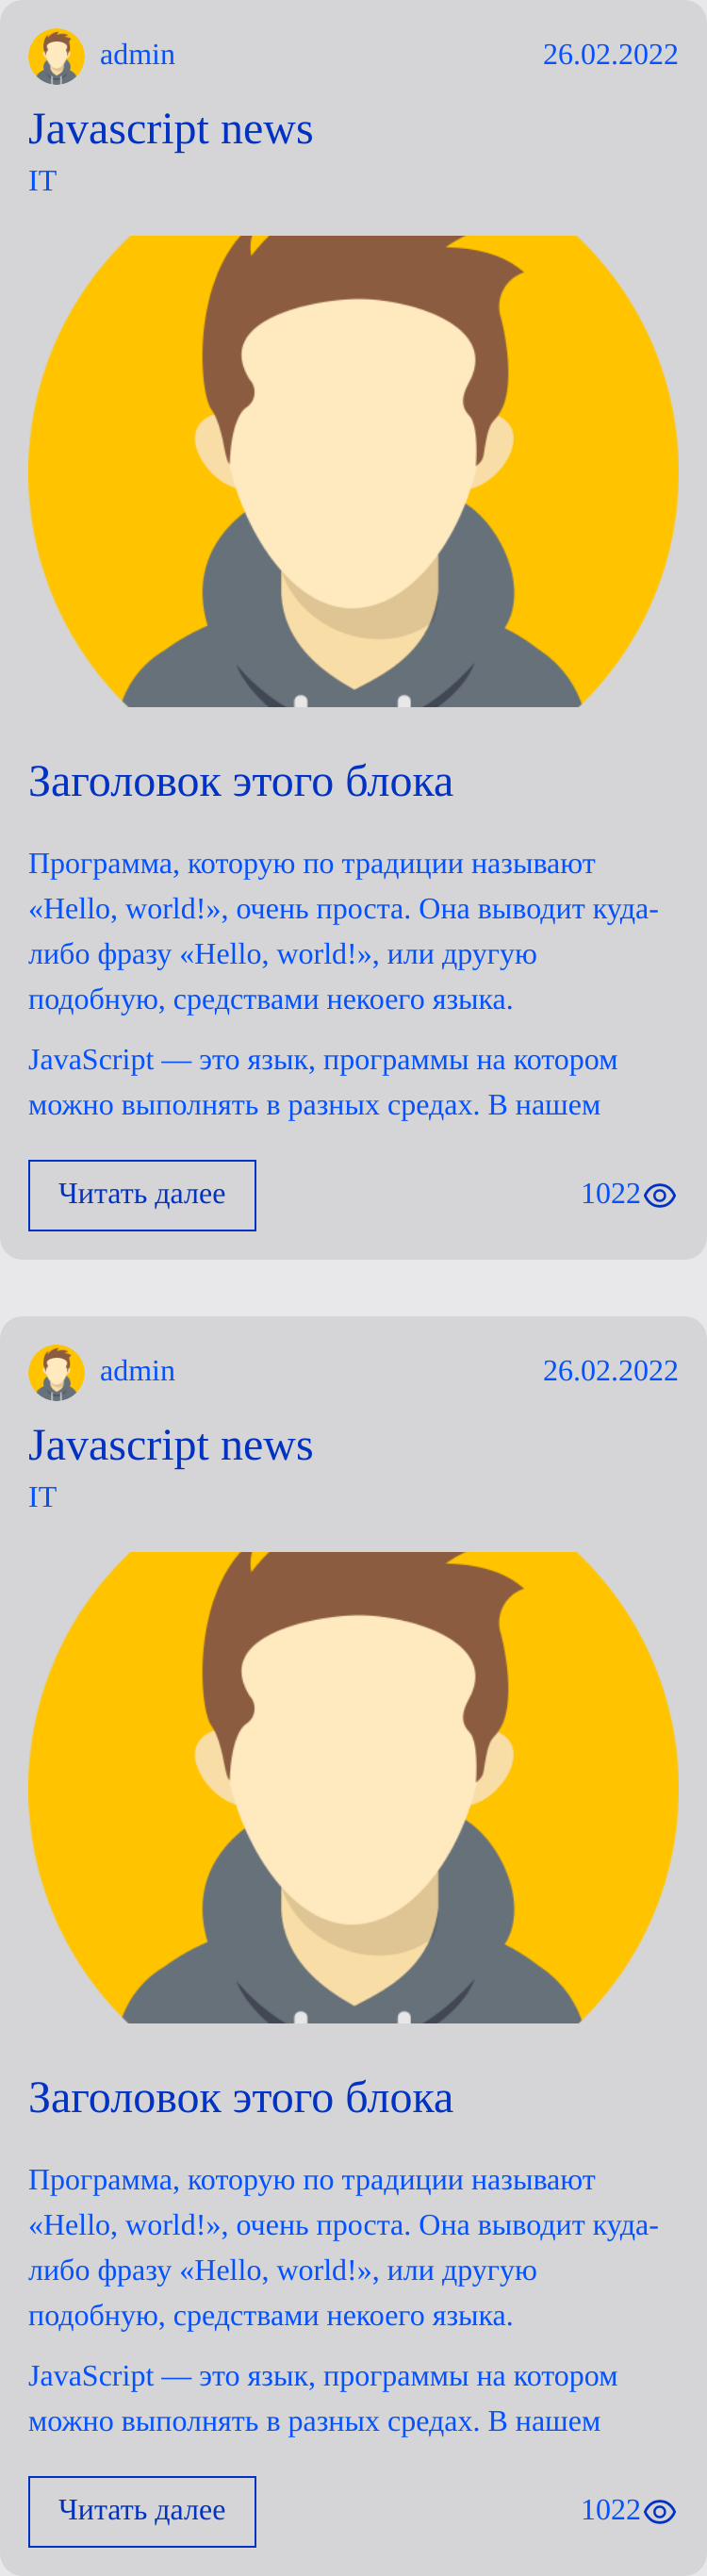 admin 26.02.2022
Javascript news
IT
Заголовок этого блока
Программа, которую по традиции называют
«Hello, world!», очень проста. Она выводит куда-
либо фразу «Hello, world!», или другую
подобную, средствами некоего языка.
JavaScript — это язык, программы на котором
можно выполнять в разных средах. В нашем
Читать далее 1022
admin 26.02.2022
Javascript news
IT
Заголовок этого блока
Программа, которую по традиции называют
«Hello, world!», очень проста. Она выводит куда-
либо фразу «Hello, world!», или другую
подобную, средствами некоего языка.
JavaScript — это язык, программы на котором
можно выполнять в разных средах. В нашем
Читать далее 1022